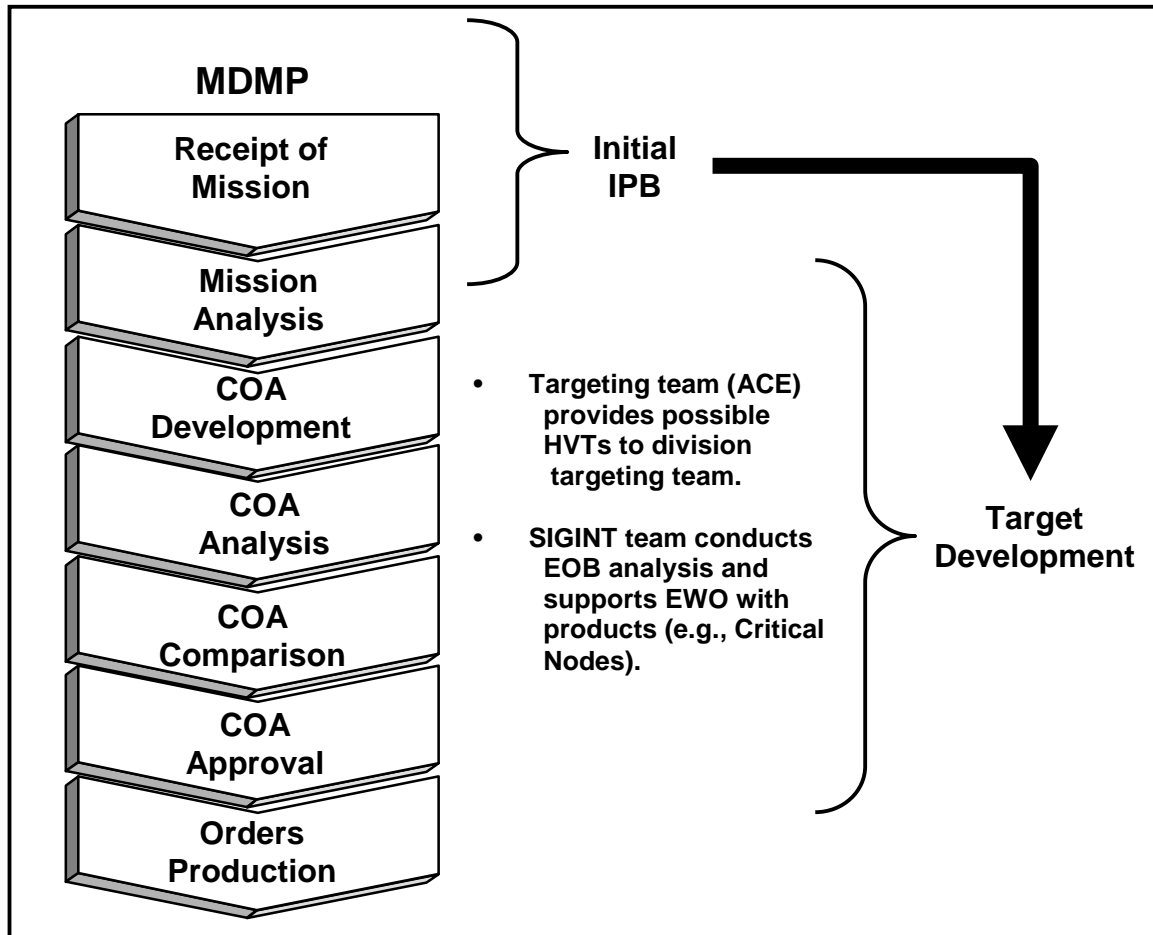 MDMP
Receipt of
Mission
Mission
Analysis
COA
Development
COA
Analysis
COA
Comparison
COA
Approval
Orders
Production
Initial
IPB
• Targeting team (ACE)
provides possible
HVTs to division
targeting team.
• SIGINT team conducts
EOB analysis and
supports EWO with
products (e.g., Critical
Nodes).
Target
Development